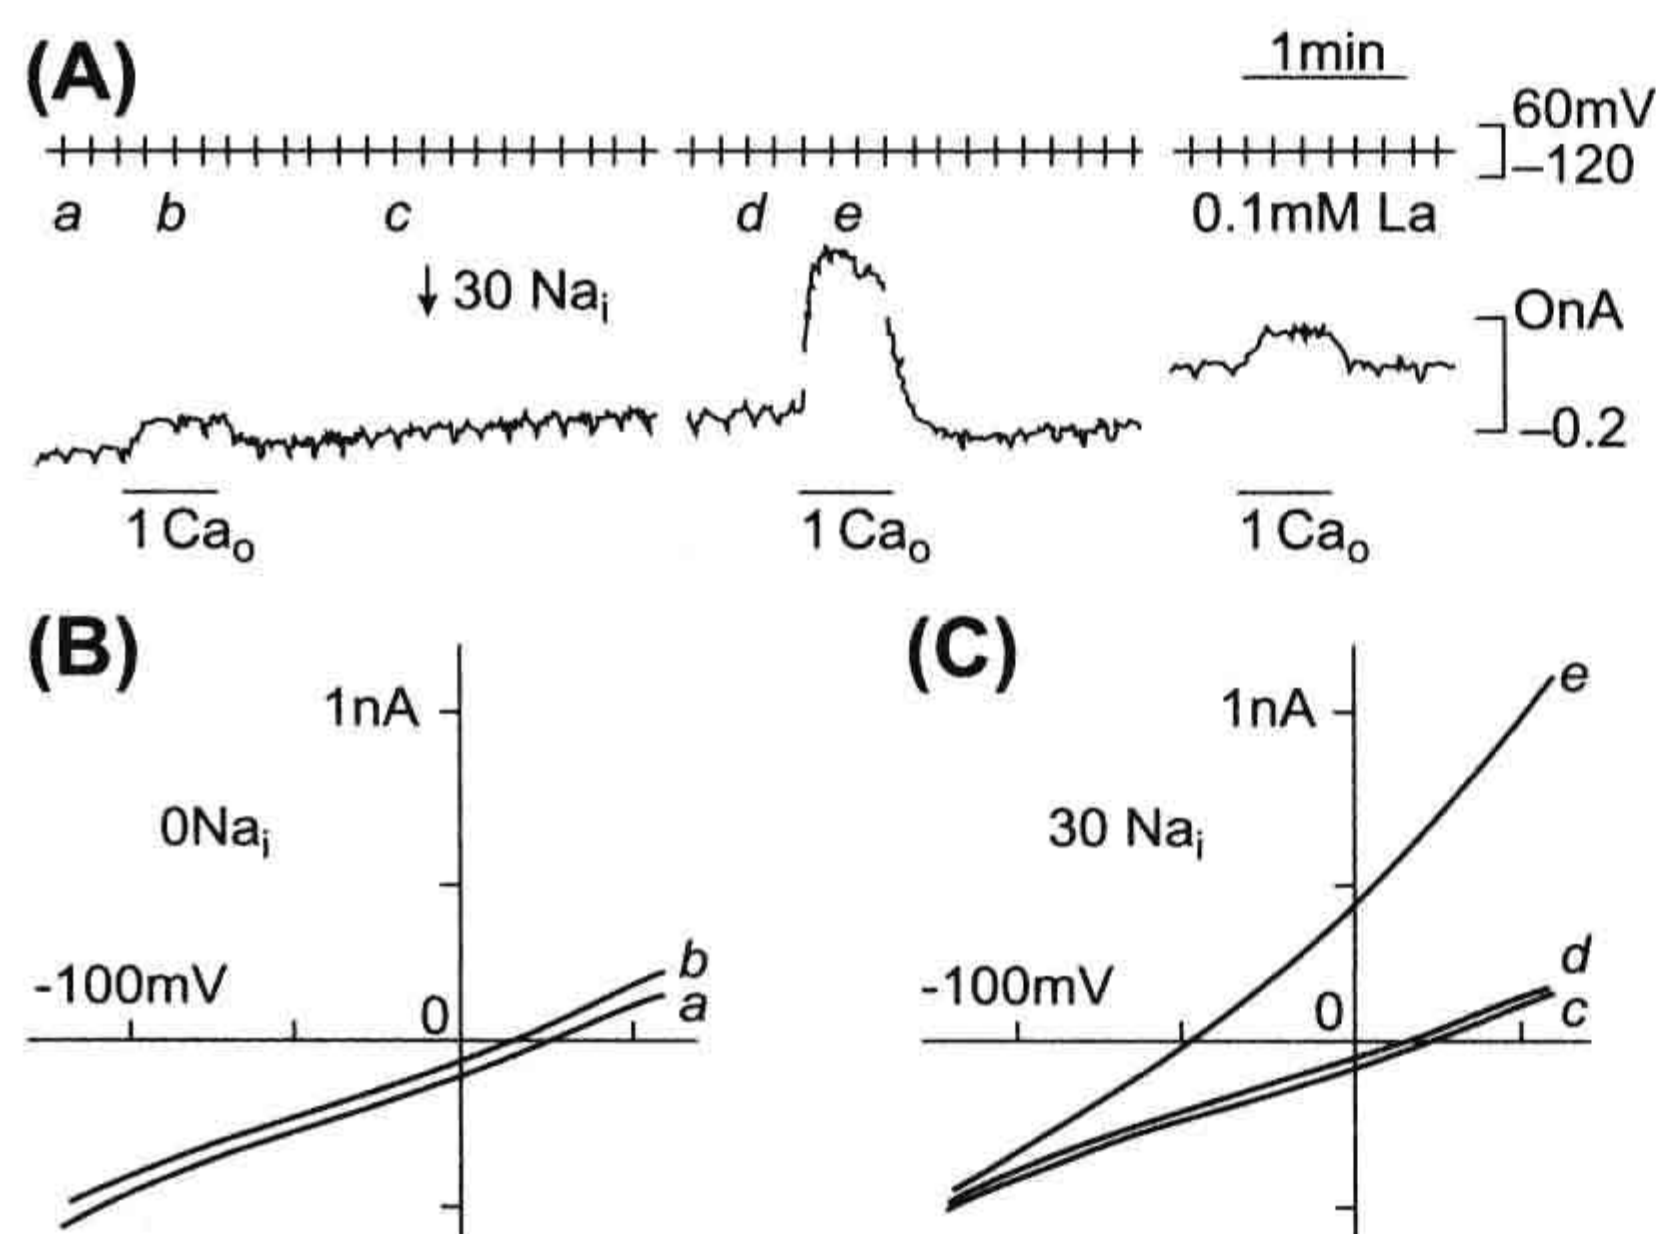 (A)
1min
60mV
–120
a b c d e 0.1mM La
↓ 30 Nai
OnA
–0.2
1 Cao 1 Cao 1 Cao
(B) (C)
1nA 1nA e
0Nai 30 Nai
b d
-100mV 0 a -100mV 0 c